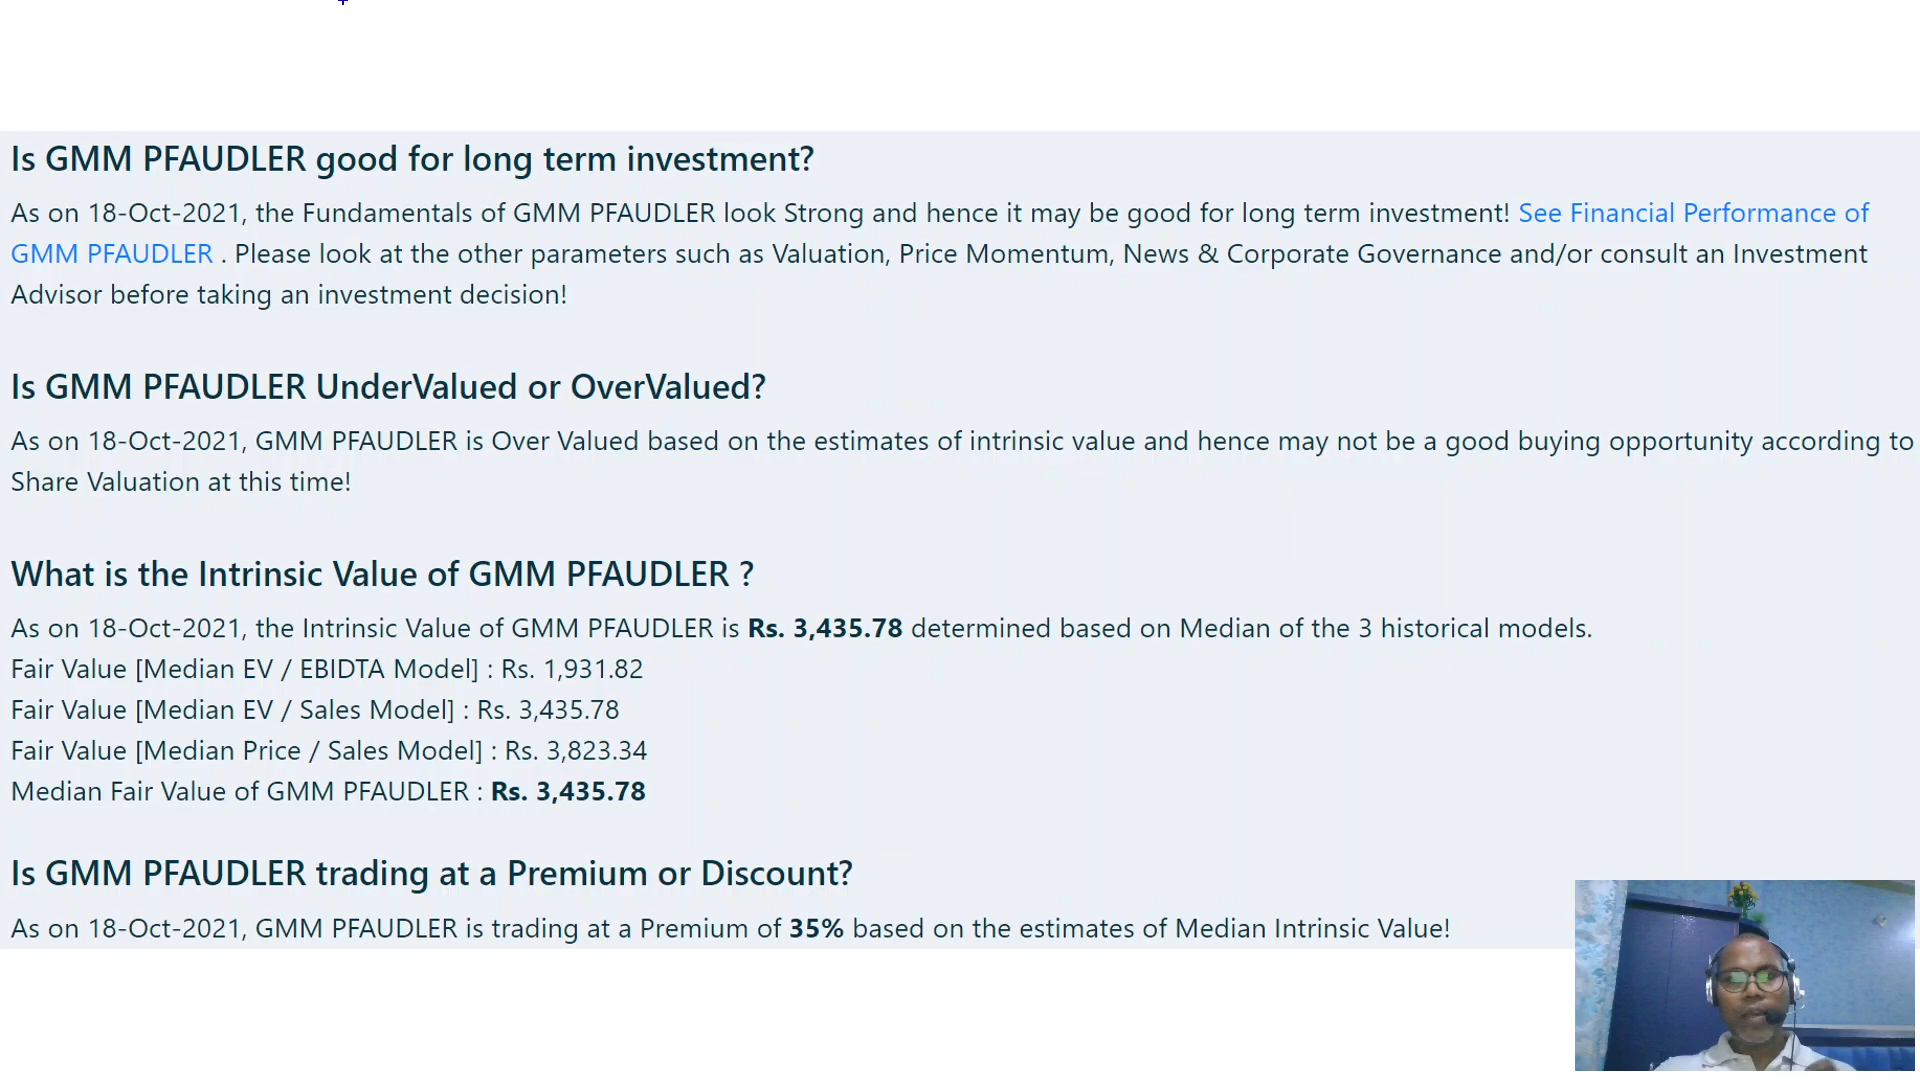 Is GMM PFAUDLER good for long term investment?
As on 18-Oct-2021, the Fundamentals of GMM PFAUDLER look Strong and hence it may be good for long term investment! See Financial Performance of
GMM PFAUDLER . Please look at the other parameters such as Valuation, Price Momentum, News & Corporate Governance and/or consult an Investment
Advisor before taking an investment decision!
Is GMM PFAUDLER UnderValued or OverValued?
As on 18-Oct-2021, GMM PFAUDLER is Over Valued based on the estimates of intrinsic value and hence may not be a good buying opportunity according to
Share Valuation at this time!
What is the Intrinsic Value of GMM PFAUDLER ?
As on 18-Oct-2021, the Intrinsic Value of GMM PFAUDLER is Rs. 3,435.78 determined based on Median of the 3 historical models.
Fair Value [Median EV / EBIDTA Model] : Rs. 1,931.82
Fair Value [Median EV / Sales Model] : Rs. 3,435.78
Fair Value [Median Price / Sales Model] : Rs. 3,823.34
Median Fair Value of GMM PFAUDLER : Rs. 3,435.78
Is GMM PFAUDLER trading at a Premium or Discount?
As on 18-Oct-2021, GMM PFAUDLER is trading at a Premium of 35% based on the estimates of Median Intrinsic Value!